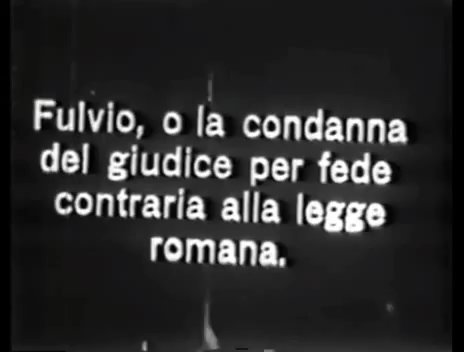 Fulvio, o la condanna
del giudice per fede
contraria alla legge
romana.